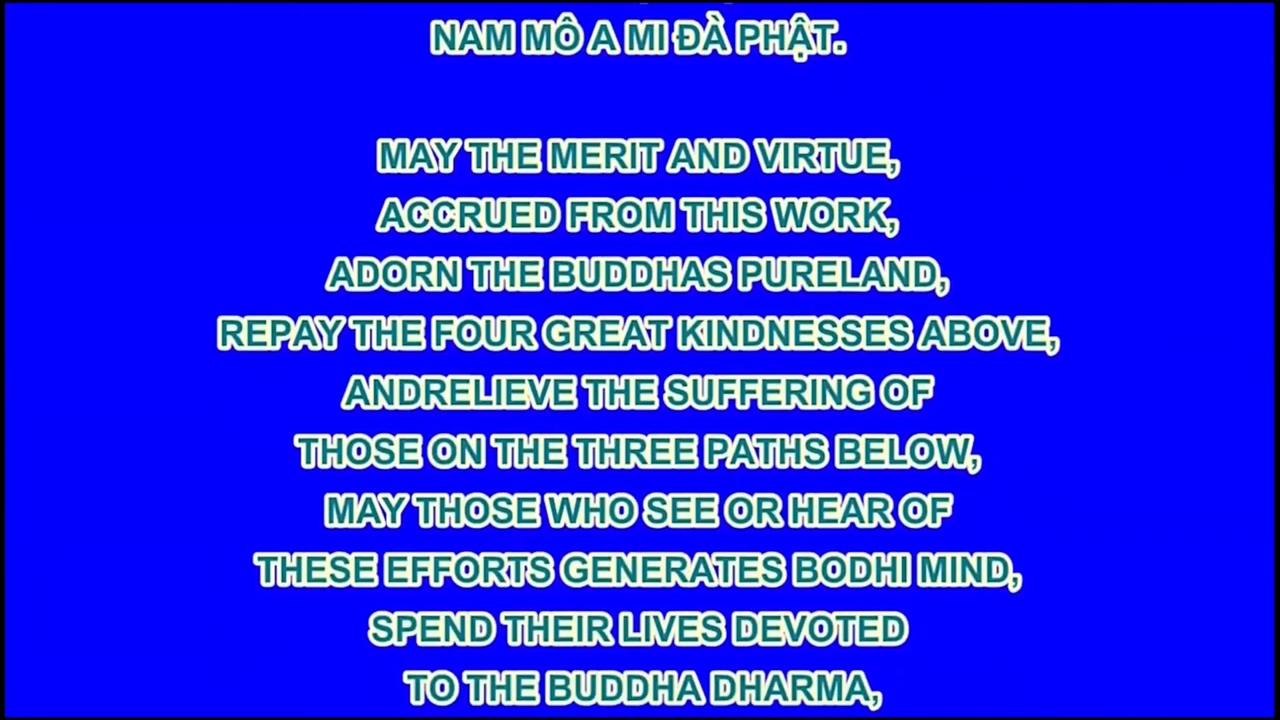 NAM MÔ A MI ĐÀ PHẬT.
MAY THE MERIT AND VIRTUE,
ACCRUED FROM THIS WORK,
ADORN THE BUDDHAS PURELAND,
REPAY THE FOUR GREAT KINDNESSES ABOVE,
ANDRELIEVE THE SUFFERING OF
THOSE ON THE THREE PATHS BELOW,
MAY THOSE WHO SEE OR HEAR OF
THESE EFFORTS GENERATES BODHI MIND,
SPEND THEIR LIVES DEVOTED
TO THE BUDDHA DHARMA,